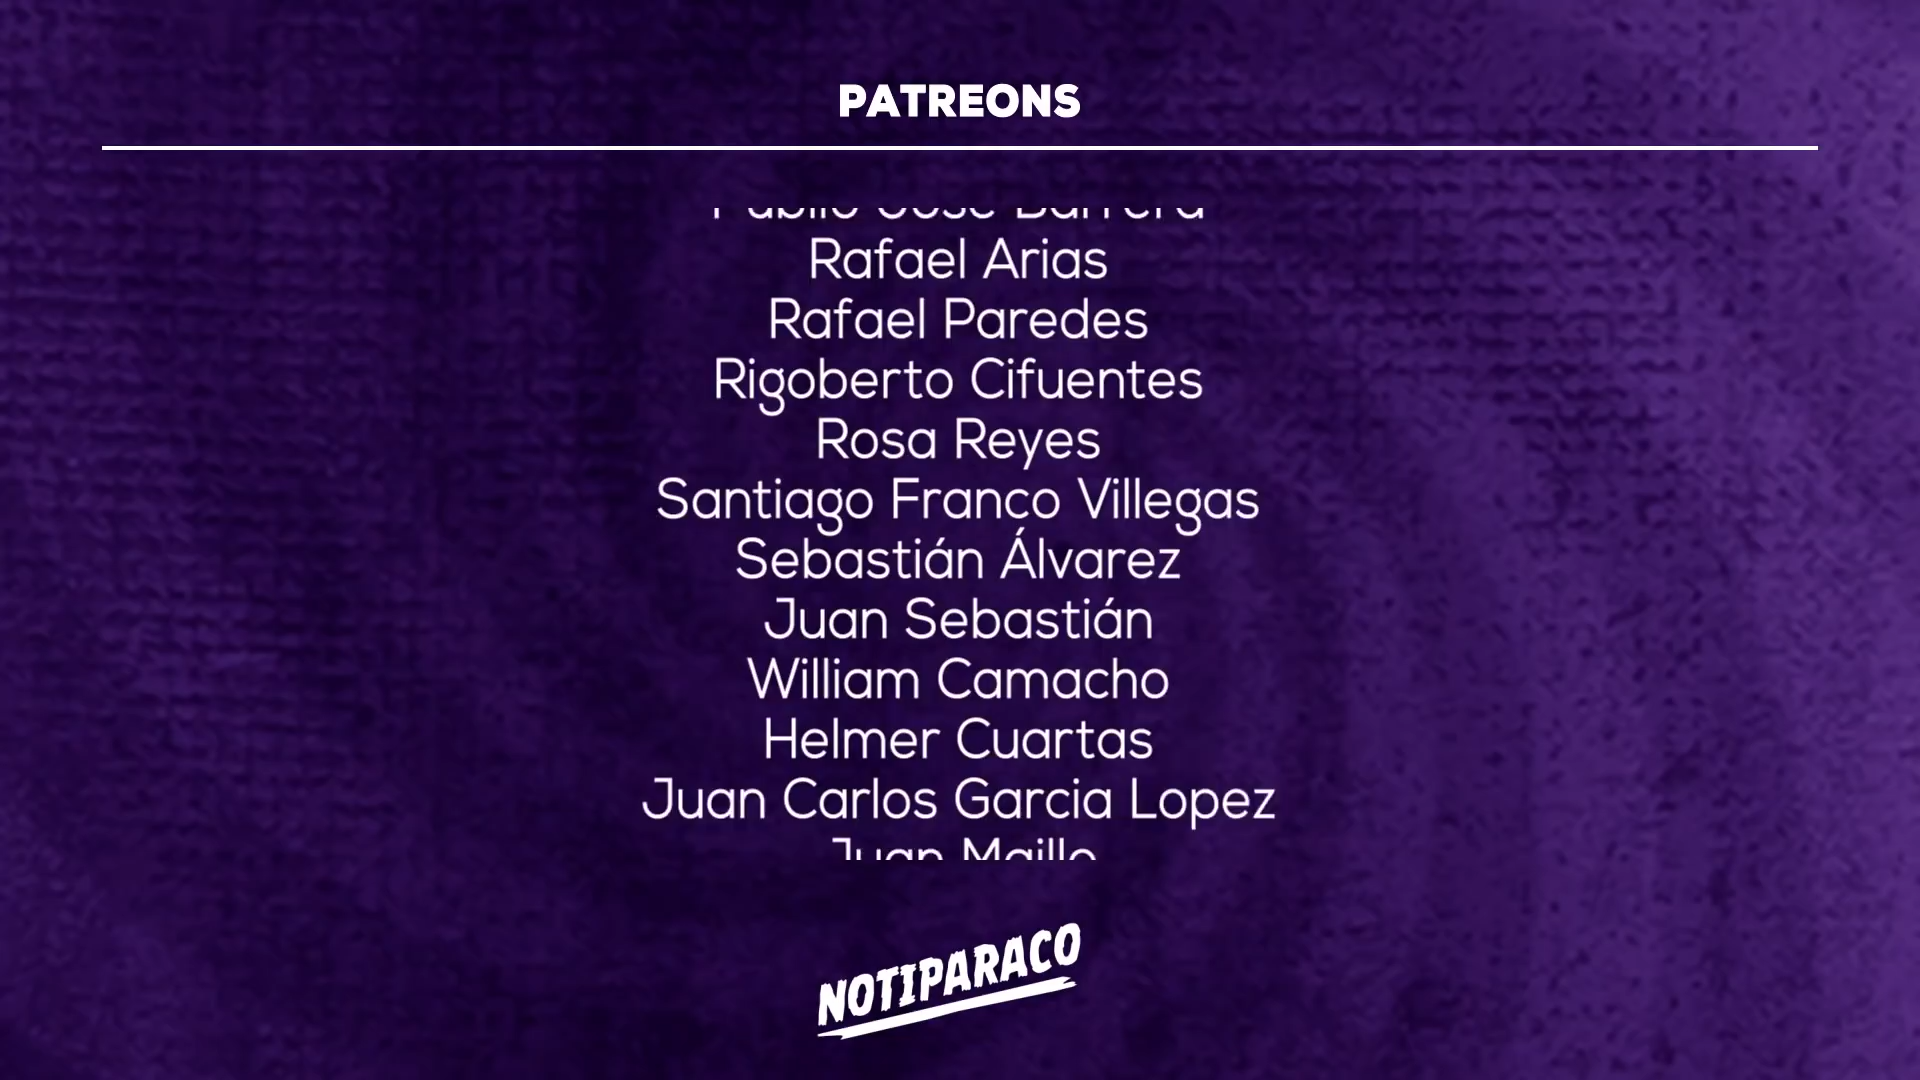 PATREONS
Rafael Arias
Rafael Paredes
Rigoberto Cifuentes
Rosa Reyes
Santiago Franco Villegas
Sebastián Álvarez
Juan Sebastián
William Camacho
Helmer Cuartas
Juan Carlos Garcia Lopez
Juan
NOTIPARACO